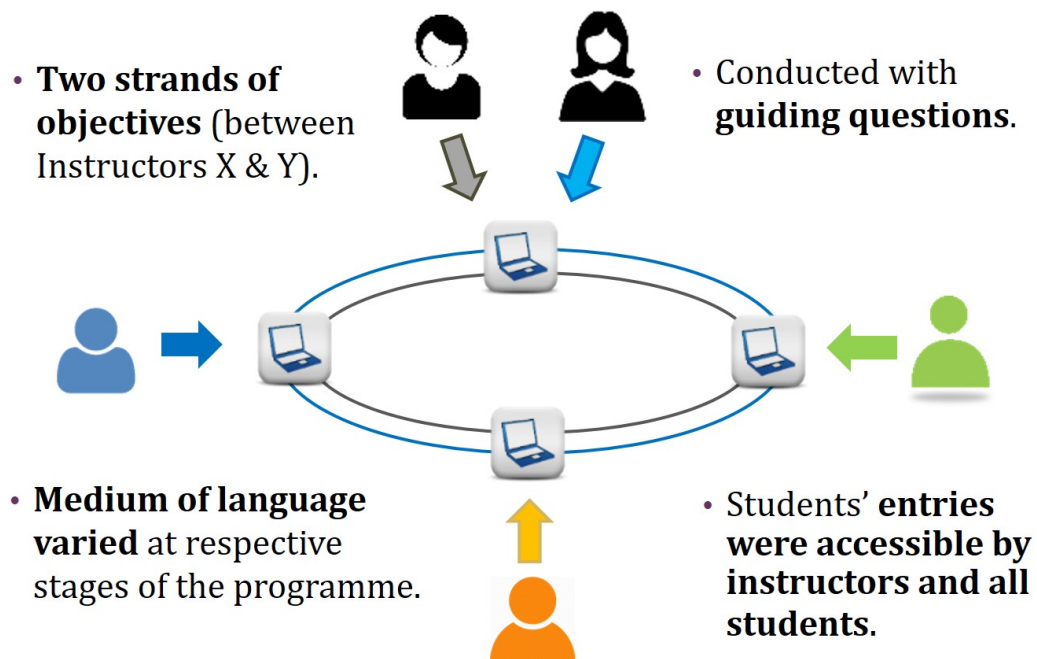 • Two strands of
objectives (between
Instructors X & Y).
• Conducted with
guiding questions.
• Medium of language
varied at respective
stages of the programme.
• Students’ entries
were accessible by
instructors and all
students.